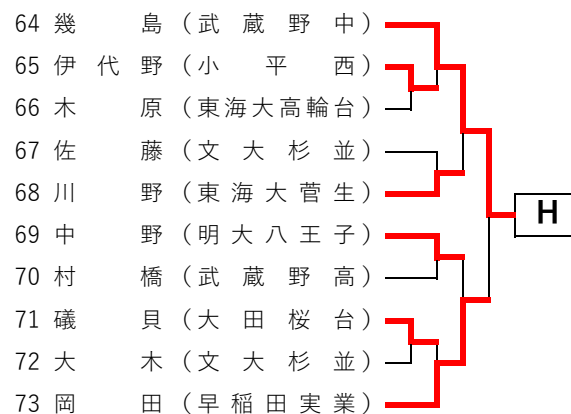 64 幾島（武蔵野中）
65 伊代野（小平西）
66 木原（東海大高輪台）
67 佐藤（文大杉並）
68 川野（東海大菅生）
69 中野（明大八王子）
70 村橋（武蔵野高）
71 礒貝（大田桜台）
72 大木（文大杉並）
73 岡田（早稲田実業）
H